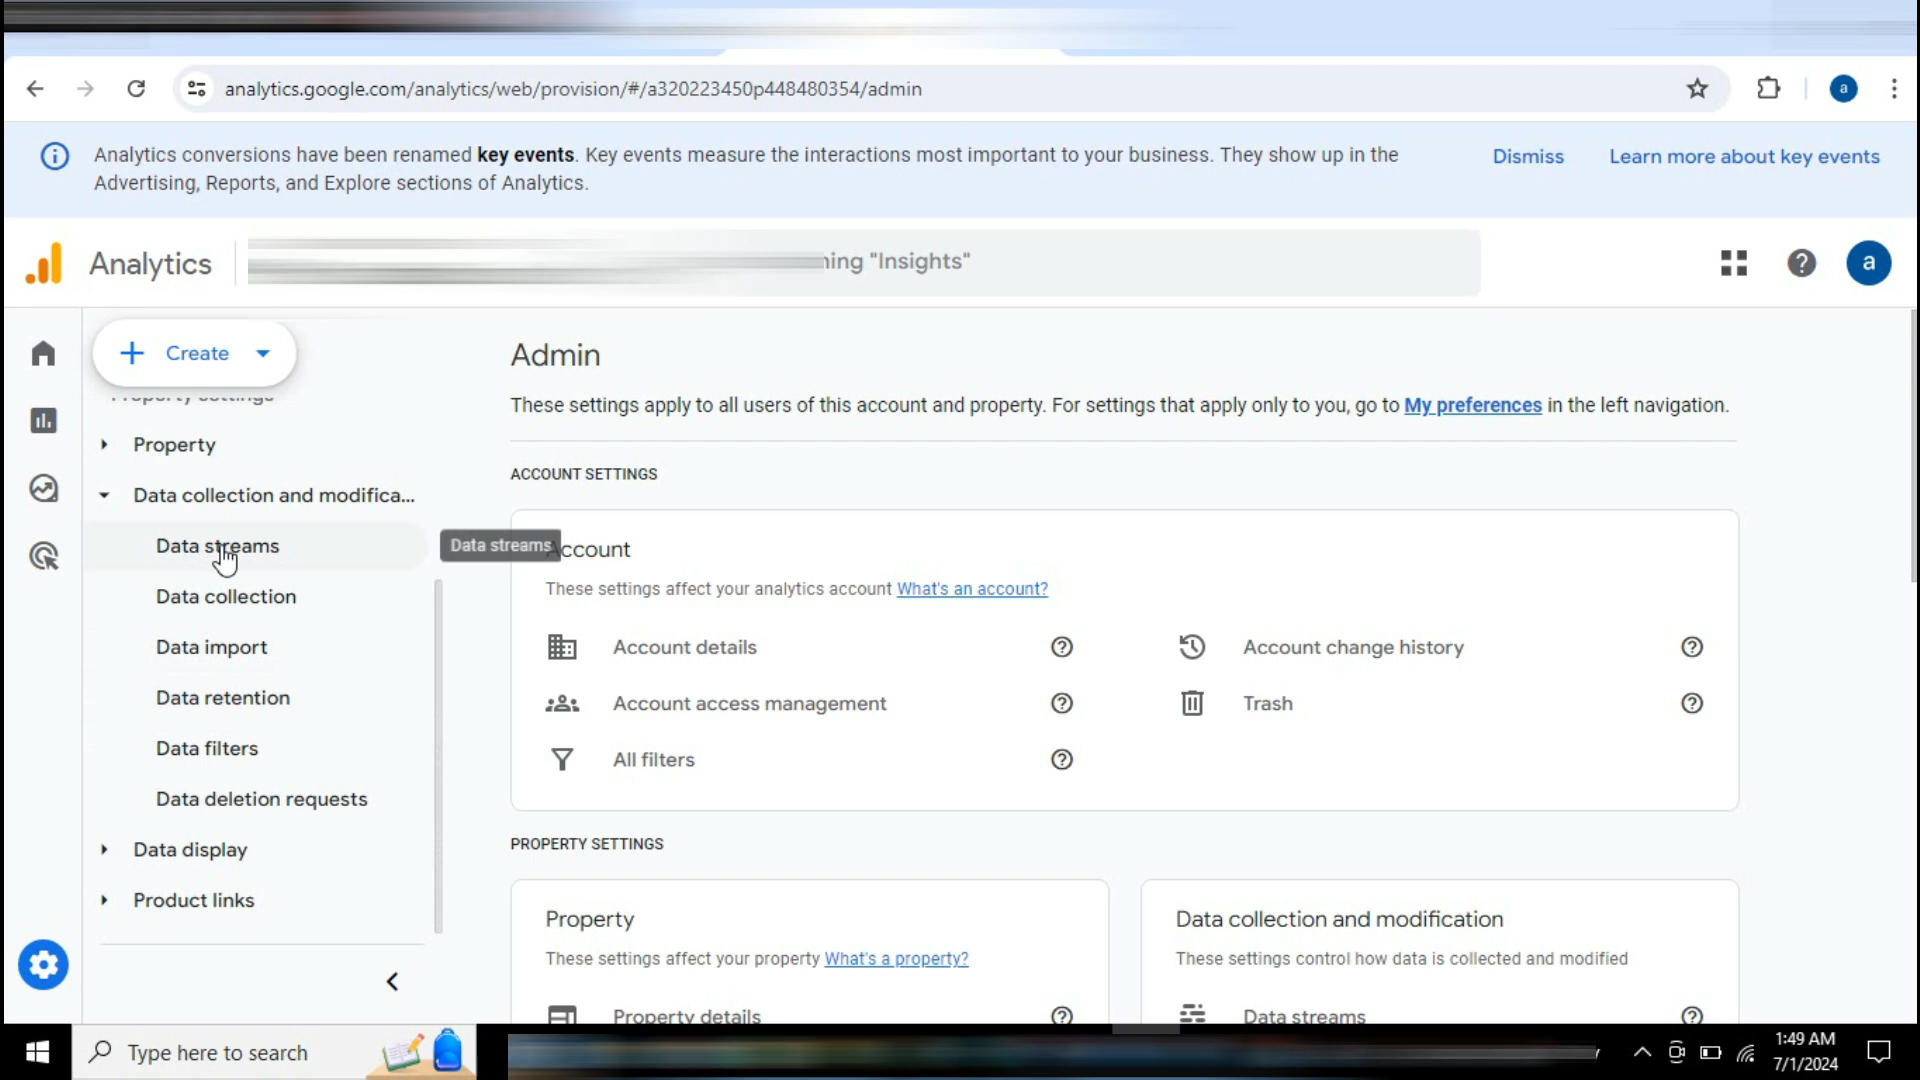 analytics.google.com/analytics/web/provision/#/a320223450p448480354/admin
a
Analytics conversions have been renamed key events. Key events measure the interactions most important to your business. They show up in the
Advertising, Reports, and Explore sections of Analytics.
Dismiss
Learn more about key events
Analytics
"Insights"
a
Create
Property settings
Property
Data collection and modifica...
Data streams
Data streams
Data collection
Data import
Data retention
Data filters
Data deletion requests
Data display
Product links
Admin
These settings apply to all users of this account and property. For settings that apply only to you, go to My preferences in the left navigation.
ACCOUNT SETTINGS
Account
These settings affect your analytics account What's an account?
Account details
Account change history
Account access management
Trash
All filters
PROPERTY SETTINGS
Property
These settings affect your property What's a property?
Property details
Data collection and modification
These settings control how data is collected and modified
Data streams
Type here to search
1:49 AM
7/1/2024